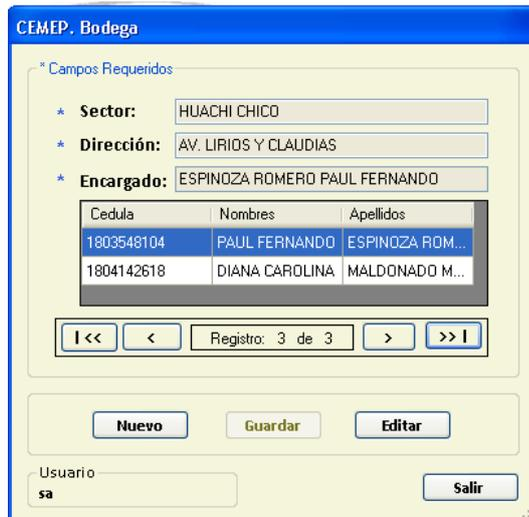 CEMEP. Bodega
* Campos Requeridos
* Sector: HUACHI CHICO
* Dirección: AV. LIRIOS Y CLAUDIAS
* Encargado: ESPINOZA ROMERO PAUL FERNANDO
Cedula Nombres Apellidos
1803548104 PAUL FERNANDO ESPINOZA ROM...
1804142618 DIANA CAROLINA MALDONADO M...
I << < Registro: 3 de 3 > >> I
Nuevo Guardar Editar
Usuario
sa Salir